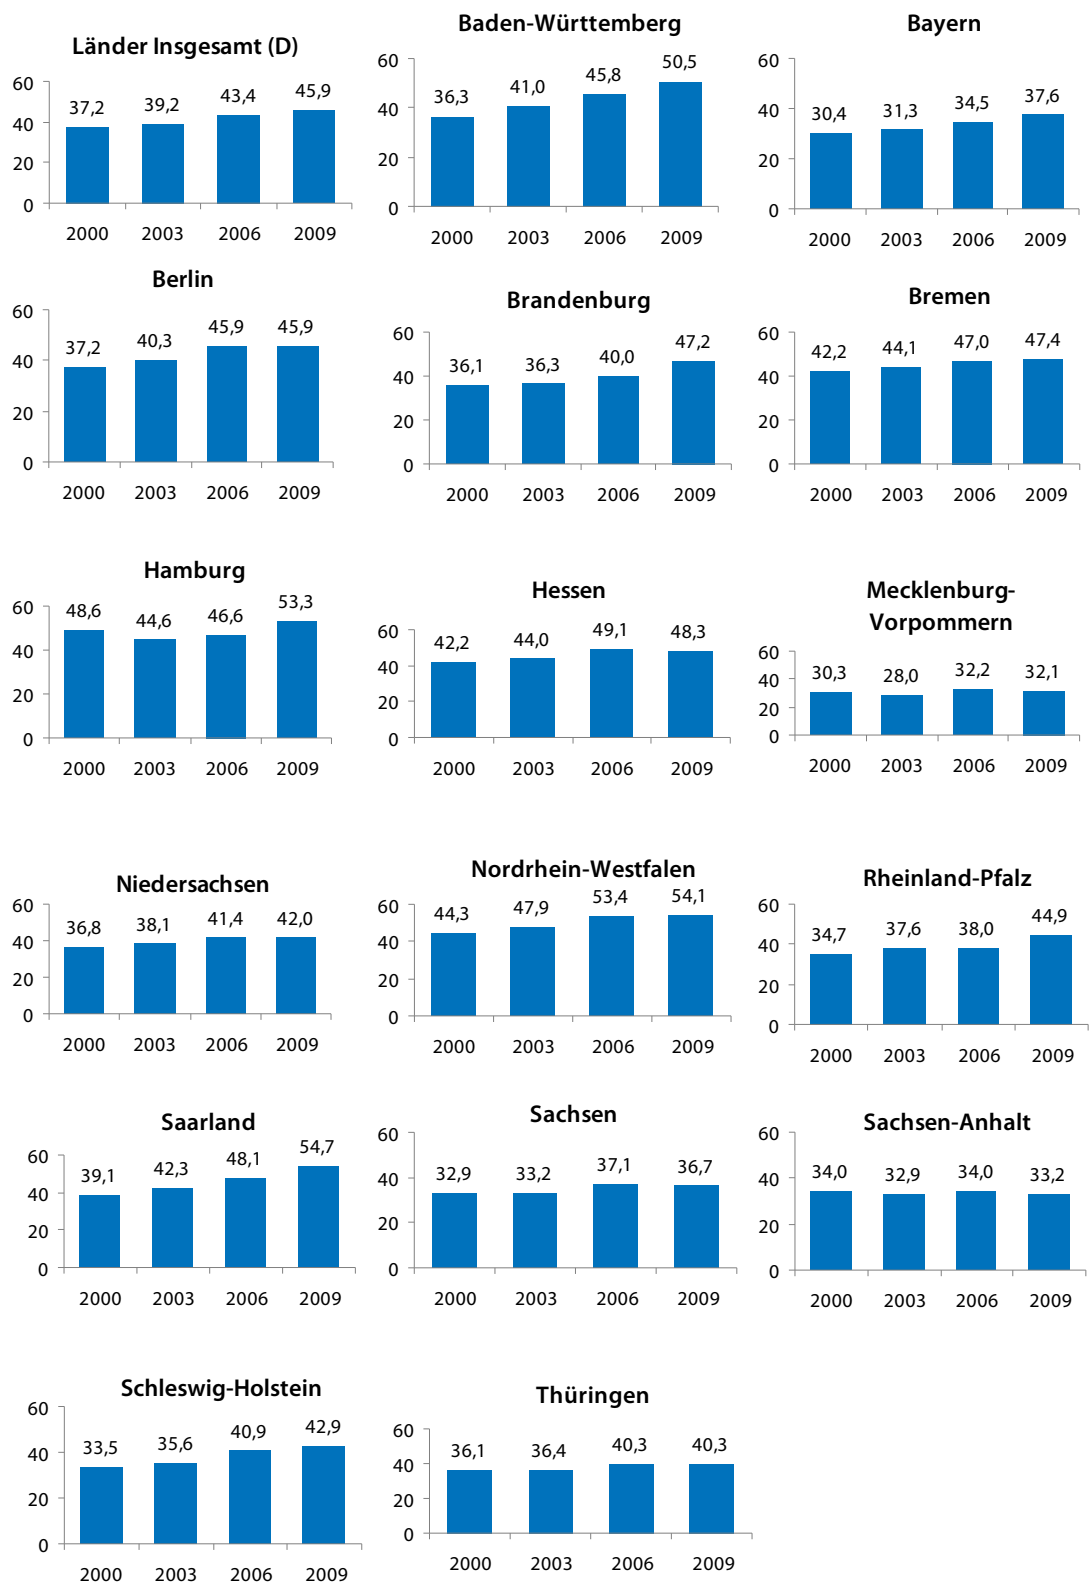 Länder Insgesamt (D)
60
40
20
0
37,2 39,2 43,4 45,9
2000 2003 2006 2009
Baden-Württemberg
60
40
20
0
36,3 41,0 45,8 50,5
2000 2003 2006 2009
Bayern
60
40
20
0
30,4 31,3 34,5 37,6
2000 2003 2006 2009
Berlin
60
40
20
0
37,2 40,3 45,9 45,9
2000 2003 2006 2009
Brandenburg
60
40
20
0
36,1 36,3 40,0 47,2
2000 2003 2006 2009
Bremen
60
40
20
0
42,2 44,1 47,0 47,4
2000 2003 2006 2009
Hamburg
60
40
20
0
48,6 44,6 46,6 53,3
2000 2003 2006 2009
Hessen
60
40
20
0
42,2 44,0 49,1 48,3
2000 2003 2006 2009
Mecklenburg-
Vorpommern
60
40
20
0
30,3 28,0 32,2 32,1
2000 2003 2006 2009
Niedersachsen
60
40
20
0
36,8 38,1 41,4 42,0
2000 2003 2006 2009
Nordrhein-Westfalen
60
40
20
0
44,3 47,9 53,4 54,1
2000 2003 2006 2009
Rheinland-Pfalz
60
40
20
0
34,7 37,6 38,0 44,9
2000 2003 2006 2009
Saarland
60
40
20
0
39,1 42,3 48,1 54,7
2000 2003 2006 2009
Sachsen
60
40
20
0
32,9 33,2 37,1 36,7
2000 2003 2006 2009
Sachsen-Anhalt
60
40
20
0
34,0 32,9 34,0 33,2
2000 2003 2006 2009
Schleswig-Holstein
60
40
20
0
33,5 35,6 40,9 42,9
2000 2003 2006 2009
Thüringen
60
40
20
0
36,1 36,4 40,3 40,3
2000 2003 2006 2009